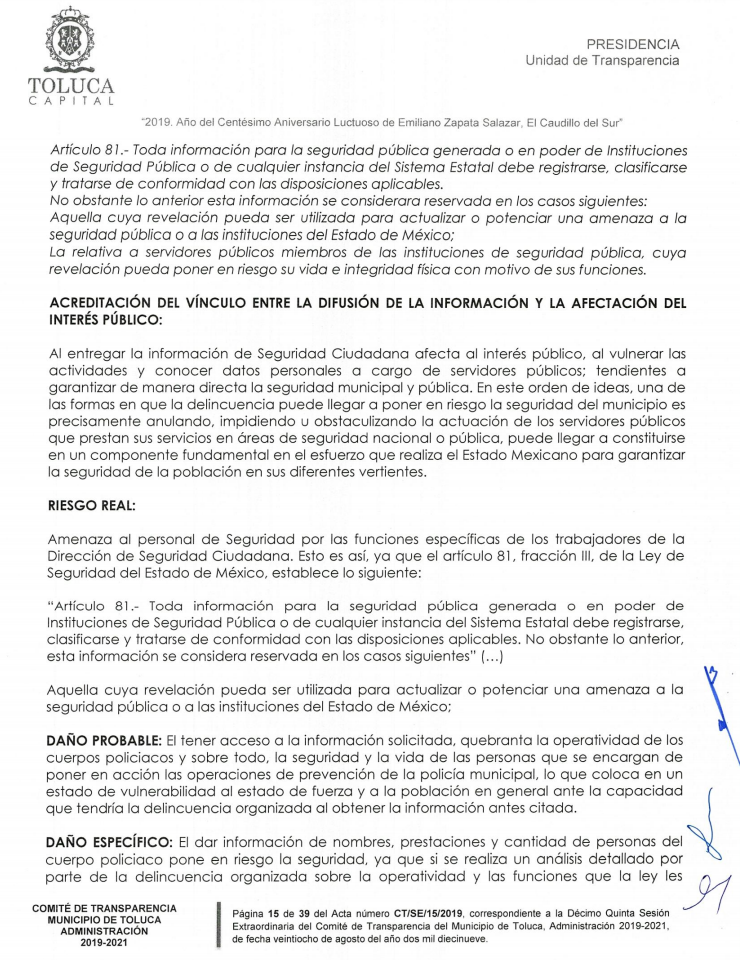 TOLUCA
CAPITAL
PRESIDENCIA
Unidad de Transparencia
"2019. Año del Centésimo Aniversario Luctuoso de Emiliano Zapata Salazar, El Caudillo del Sur"
Artículo 81.- Toda información para la seguridad pública generada o en poder de Instituciones
de Seguridad Pública o de cualquier instancia del Sistema Estatal debe registrarse, clasificarse
y tratarse de conformidad con las disposiciones aplicables.
No obstante lo anterior esta información se considerara reservada en los casos siguientes:
Aquella cuya revelación pueda ser utilizada para actualizar o potenciar una amenaza a la
seguridad pública o a las instituciones del Estado de México;
La relativa a servidores públicos miembros de las instituciones de seguridad pública, cuya
revelación pueda poner en riesgo su vida e integridad física con motivo de sus funciones.
ACREDITACIÓN DEL VÍNCULO ENTRE LA DIFUSIÓN DE LA INFORMACIÓN Y LA AFECTACIÓN DEL
INTERÉS PÚBLICO:
Al entregar la información de Seguridad Ciudadana afecta al interés público, al vulnerar las
actividades y conocer datos personales a cargo de servidores públicos; tendientes a
garantizar de manera directa la seguridad municipal y pública. En este orden de ideas, una de
las formas en que la delincuencia puede llegar a poner en riesgo la seguridad del municipio es
precisamente anulando, impidiendo u obstaculizando la actuación de los servidores públicos
que prestan sus servicios en áreas de seguridad nacional o pública, puede llegar a constituirse
en un componente fundamental en el esfuerzo que realiza el Estado Mexicano para garantizar
la seguridad de la población en sus diferentes vertientes.
RIESGO REAL:
Amenaza al personal de Seguridad por las funciones específicas de los trabajadores de la
Dirección de Seguridad Ciudadana. Esto es así, ya que el artículo 81, fracción III, de la Ley de
Seguridad del Estado de México, establece lo siguiente:
"Artículo 81.- Toda información para la seguridad pública generada o en poder de
Instituciones de Seguridad Pública o de cualquier instancia del Sistema Estatal debe registrarse,
clasificarse y tratarse de conformidad con las disposiciones aplicables. No obstante lo anterior,
esta información se considera reservada en los casos siguientes" (...)
Aquella cuya revelación pueda ser utilizada para actualizar o potenciar una amenaza a la
seguridad pública o a las instituciones del Estado de México;
DAÑO PROBABLE: El tener acceso a la información solicitada, quebranta la operatividad de los
cuerpos policiacos y sobre todo, la seguridad y la vida de las personas que se encargan de
poner en acción las operaciones de prevención de la policía municipal, lo que coloca en un
estado de vulnerabilidad al estado de fuerza y a la población en general ante la capacidad
que tendría la delincuencia organizada al obtener la información antes citada.
DAÑO ESPECÍFICO: El dar información de nombres, prestaciones y cantidad de personas del
cuerpo policiaco pone en riesgo la seguridad, ya que si se realiza un análisis detallado por
parte de la delincuencia organizada sobre la operatividad y las funciones que la ley les
COMITÉ DE TRANSPARENCIA
MUNICIPIO DE TOLUCA
ADMINISTRACIÓN
2019-2021
Página 15 de 39 del Acta número CT/SE/15/2019, correspondiente a la Décimo Quinta Sesión
Extraordinaria del Comité de Transparencia del Municipio de Toluca, Administración 2019-2021,
de fecha veintiocho de agosto del año dos mil diecinueve.